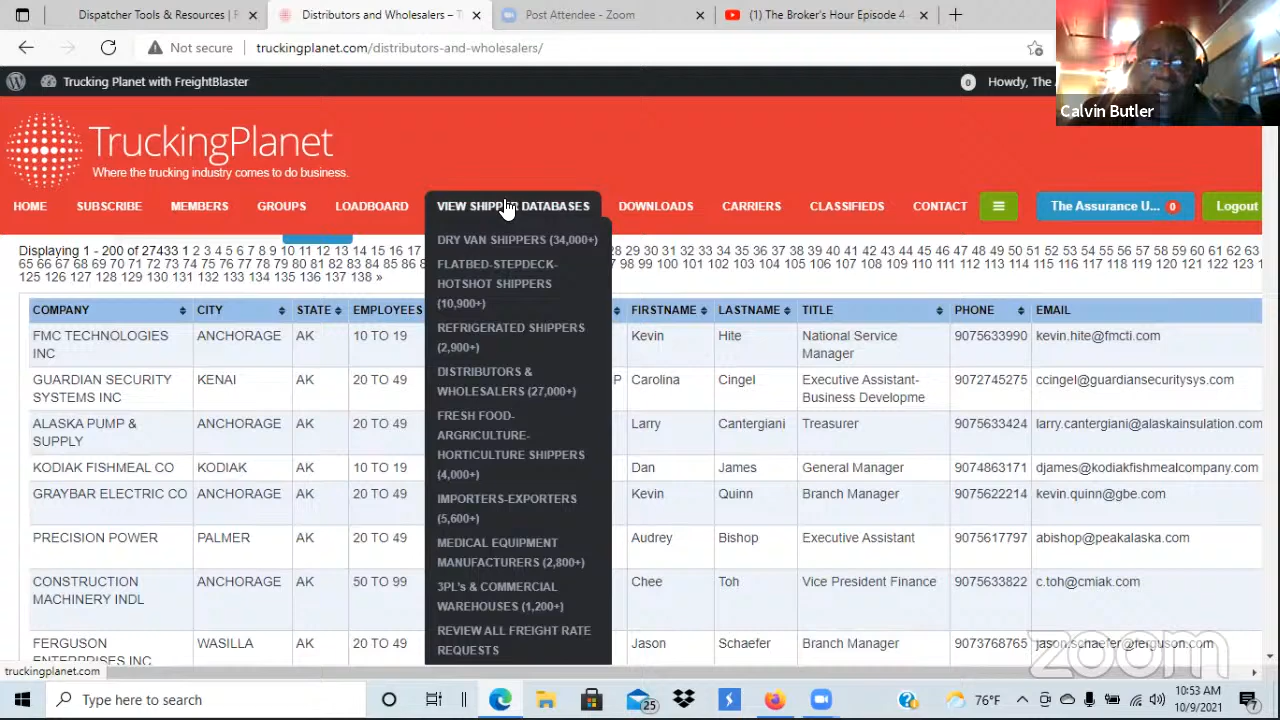 Dispatcher Tools & Resources | F
Distributors and Wholesalers – T
Post Attendee - Zoom
(1) The Broker's Hour Episode 4
Not secure
truckingplanet.com/distributors-and-wholesalers/
Calvin Butler
Trucking Planet with FreightBlaster
0
Howdy, The A
TruckingPlanet
Where the trucking industry comes to do business.
HOME SUBSCRIBE MEMBERS GROUPS LOADBOARD VIEW SHIPPER DATABASES DOWNLOADS CARRIERS CLASSIFIEDS CONTACT The Assurance U... 0 Logout
Displaying 1 - 200 of 27433 1 2 3 4 5 6 7 8 9 10 11 12 13 14 15 16 17 28 29 30 31 32 33 34 35 36 37 38 39 40 41 42 43 44 45 46 47 48 49 50 51 52 53 54 55 56 57 58 59 60 61 62 63
65 66 67 68 69 70 71 72 73 74 75 76 77 78 79 80 81 82 83 84 85 86 97 98 99 100 101 102 103 104 105 106 107 108 109 110 111 112 113 114 115 116 117 118 119 120 121 122 123 1
125 126 127 128 129 130 131 132 133 134 135 136 137 138 »
DRY VAN SHIPPERS (34,000+)
FLATBED-STEPDECK-
HOTSHOT SHIPPERS
(10,900+)
REFRIGERATED SHIPPERS
(2,900+)
DISTRIBUTORS &
WHOLESALERS (27,000+)
FRESH FOOD-
ARGRICULTURE-
HORTICULTURE SHIPPERS
(4,000+)
IMPORTERS-EXPORTERS
(5,600+)
MEDICAL EQUIPMENT
MANUFACTURERS (2,800+)
3PL's & COMMERCIAL
WAREHOUSES (1,200+)
REVIEW ALL FREIGHT RATE
REQUESTS
COMPANY CITY STATE EMPLOYEES FIRSTNAME LASTNAME TITLE PHONE EMAIL
FMC TECHNOLOGIES ANCHORAGE AK 10 TO 19 Kevin Hite National Service 9075633990 kevin.hite@fmcti.com
INC Manager
GUARDIAN SECURITY KENAI AK 20 TO 49 P Carolina Cingel Executive Assistant- 9072745275 ccingel@guardiansecuritysys.com
SYSTEMS INC Business Developme
ALASKA PUMP & ANCHORAGE AK 20 TO 49 Larry Cantergiani Treasurer 9075633424 larry.cantergiani@alaskainsulation.com
SUPPLY
KODIAK FISHMEAL CO KODIAK AK 10 TO 19 Dan James General Manager 9074863171 djames@kodiakfishmealcompany.com
GRAYBAR ELECTRIC CO ANCHORAGE AK 20 TO 49 Kevin Quinn Branch Manager 9075622214 kevin.quinn@gbe.com
PRECISION POWER PALMER AK 20 TO 49 Audrey Bishop Executive Assistant 9075617797 abishop@peakalaska.com
CONSTRUCTION ANCHORAGE AK 50 TO 99 Chee Toh Vice President Finance 9075633822 c.toh@cmiak.com
MACHINERY INDL
FERGUSON WASILLA AK 20 TO 49 Jason Schaefer Branch Manager 9073768765 jason.schaefer@ferguson.com
ENTERPRISES INC
zoom
truckingplanet.com
Type here to search
25
76°F
10:53 AM
10/9/2021
7